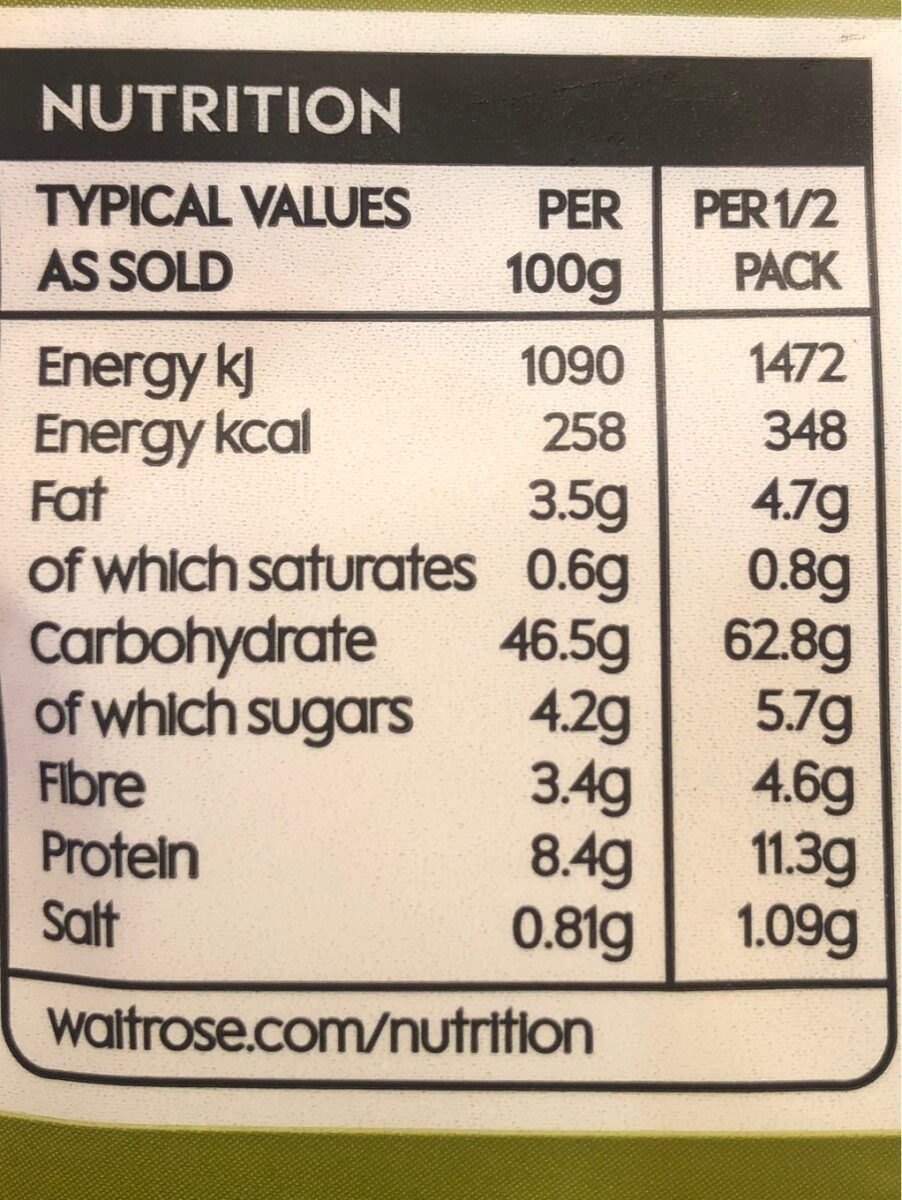 NUTRITION
TYPICAL VALUES PER PER 1/2
AS SOLD 100g PACK
Energy kJ 1090 1472
Energy kcal 258 348
Fat 3.5g 4.7g
of which saturates 0.6g 0.8g
Carbohydrate 46.5g 62.8g
of which sugars 4.2g 5.7g
Fibre 3.4g 4.6g
Protein 8.4g 11.3g
Salt 0.81g 1.09g
waitrose.com/nutrition